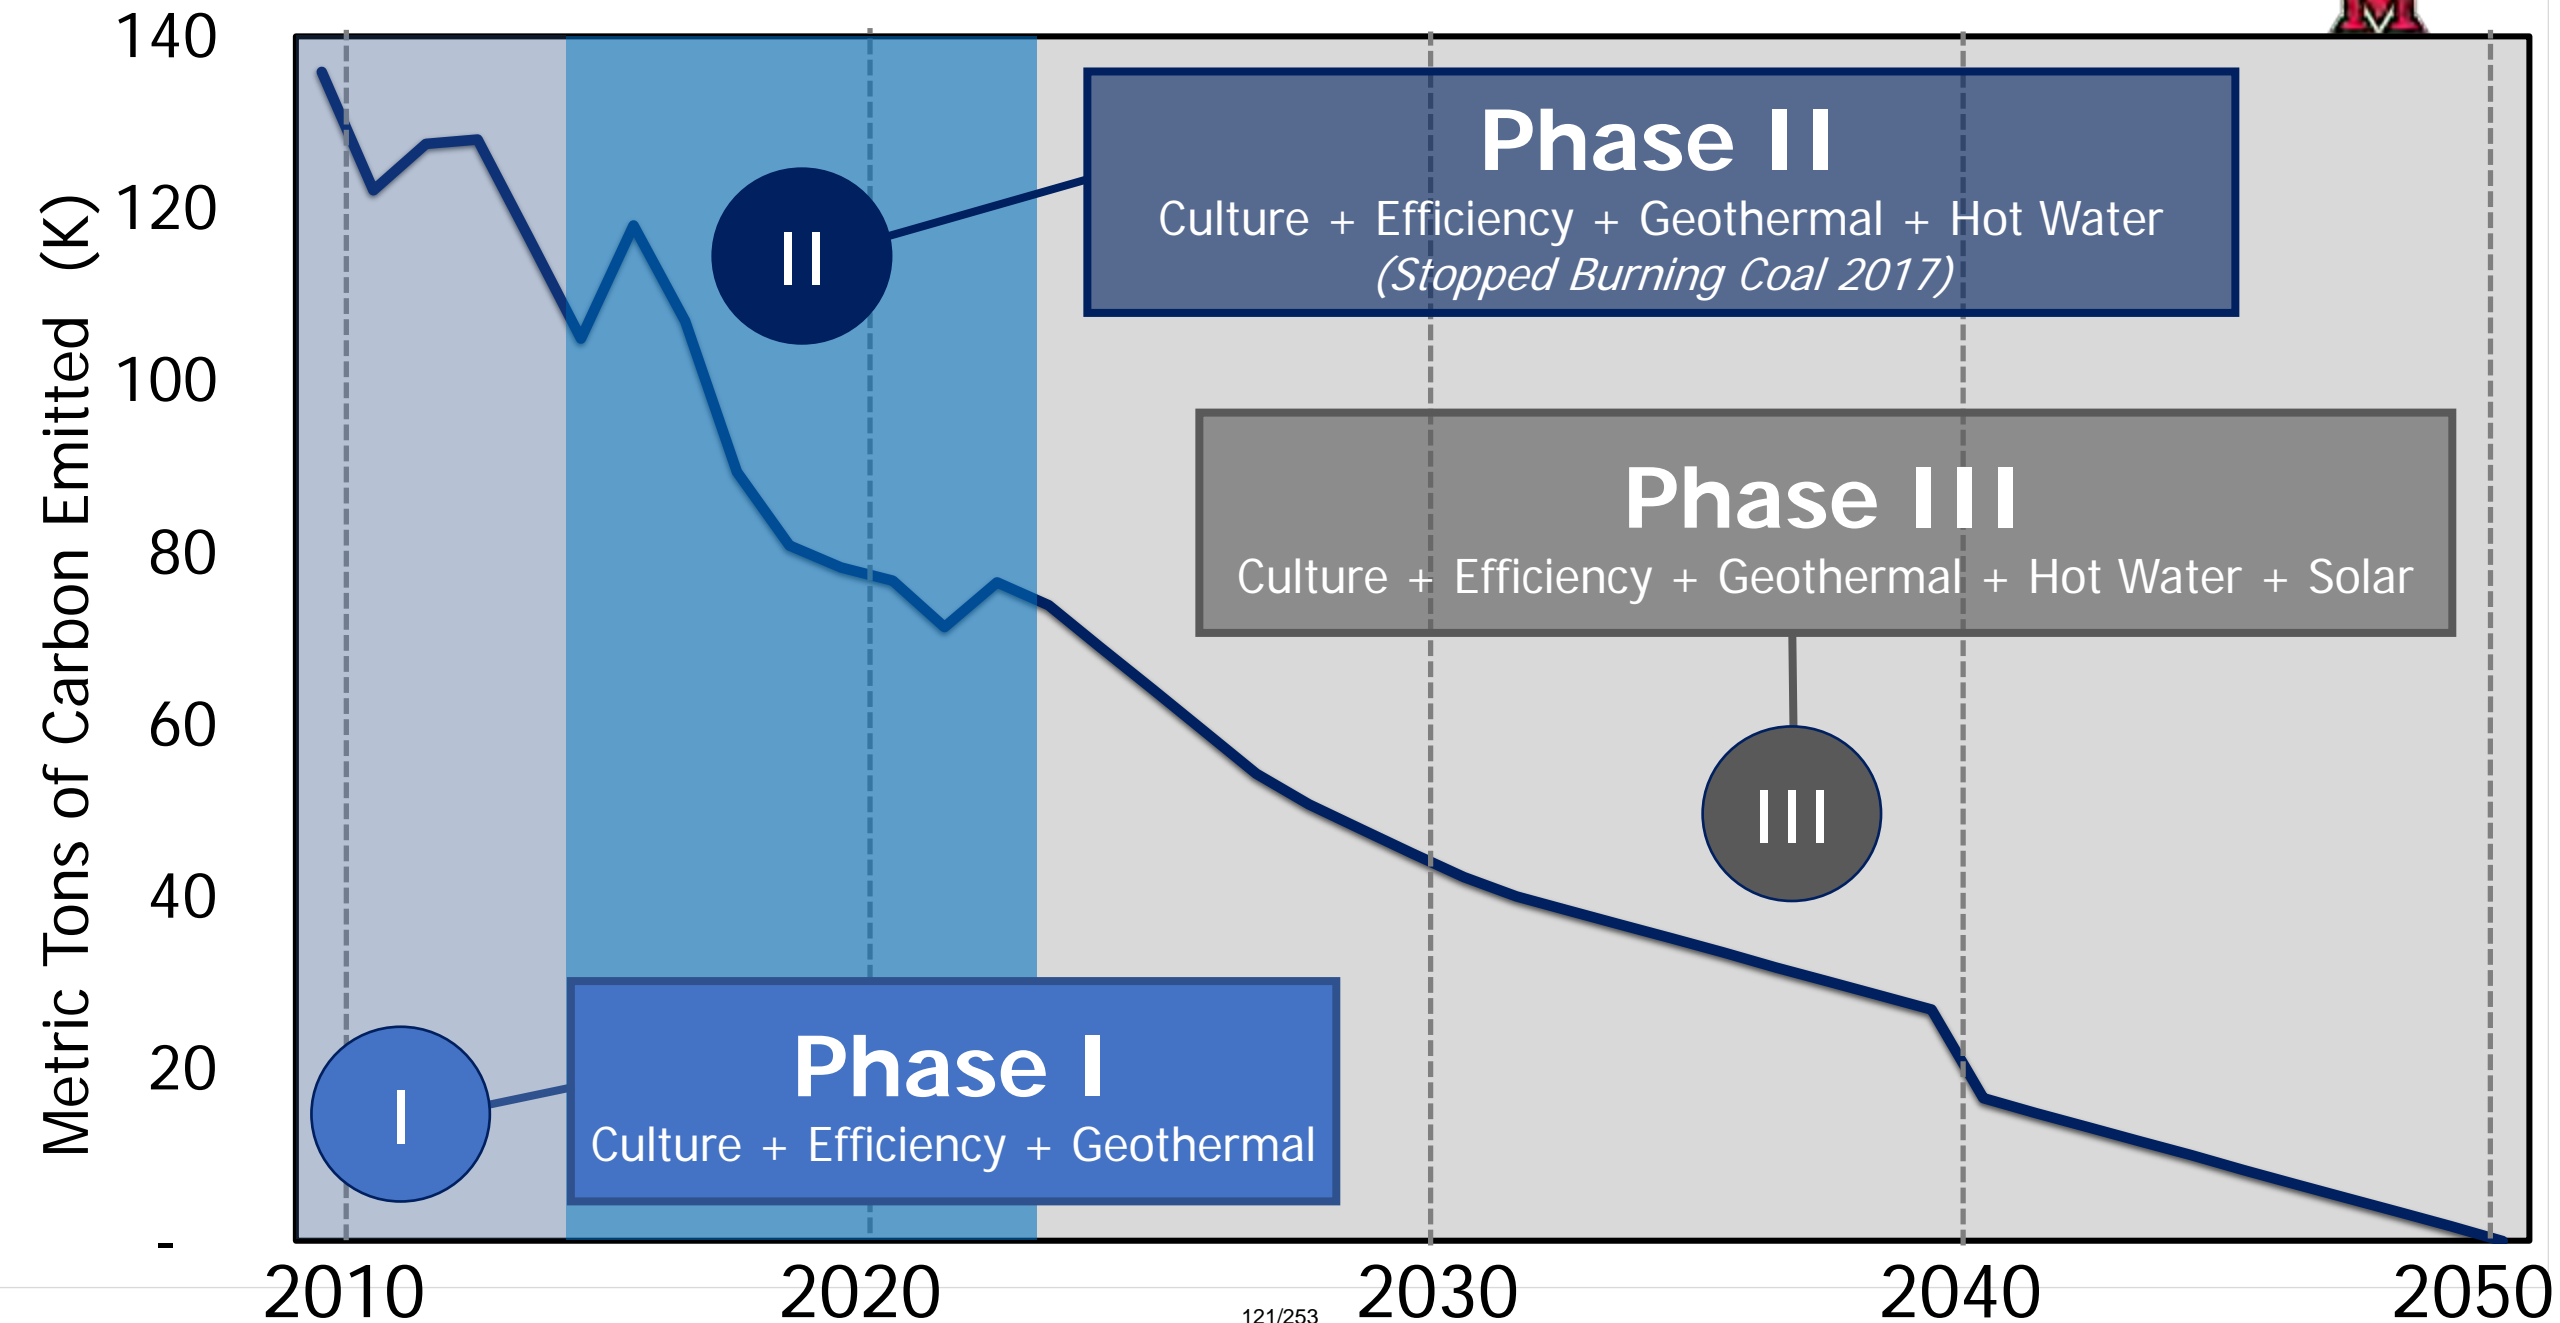 M
140
120
100
80
60
40
20
-
Metric Tons of Carbon Emitted (K)
II
Phase II
Culture + Efficiency + Geothermal + Hot Water
(Stopped Burning Coal 2017)
Phase III
Culture + Efficiency + Geothermal + Hot Water + Solar
III
I
Phase I
Culture + Efficiency + Geothermal
2010
2020
2030
2040
2050
121/253